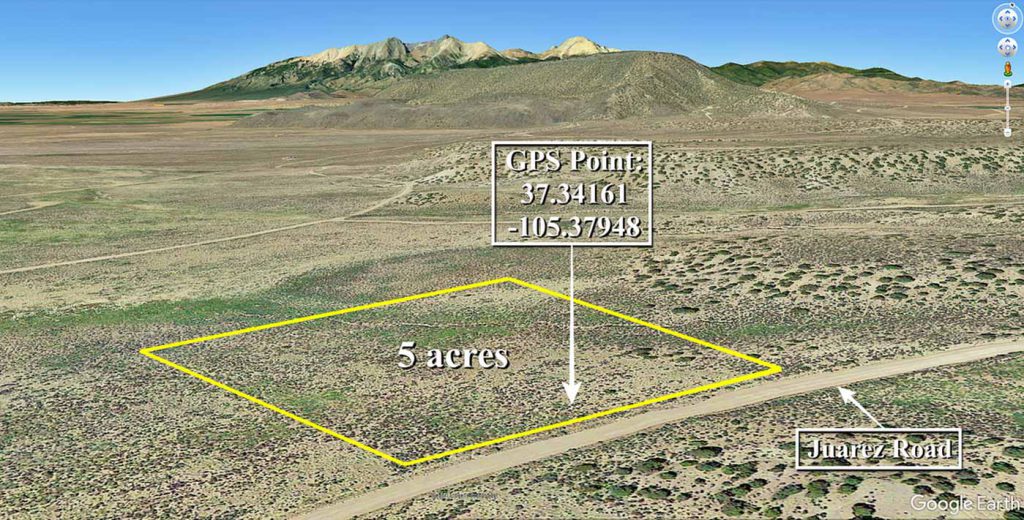 GPS Point:
37.34161
-105.37948
5 acres
Juarez Road
Google Earth